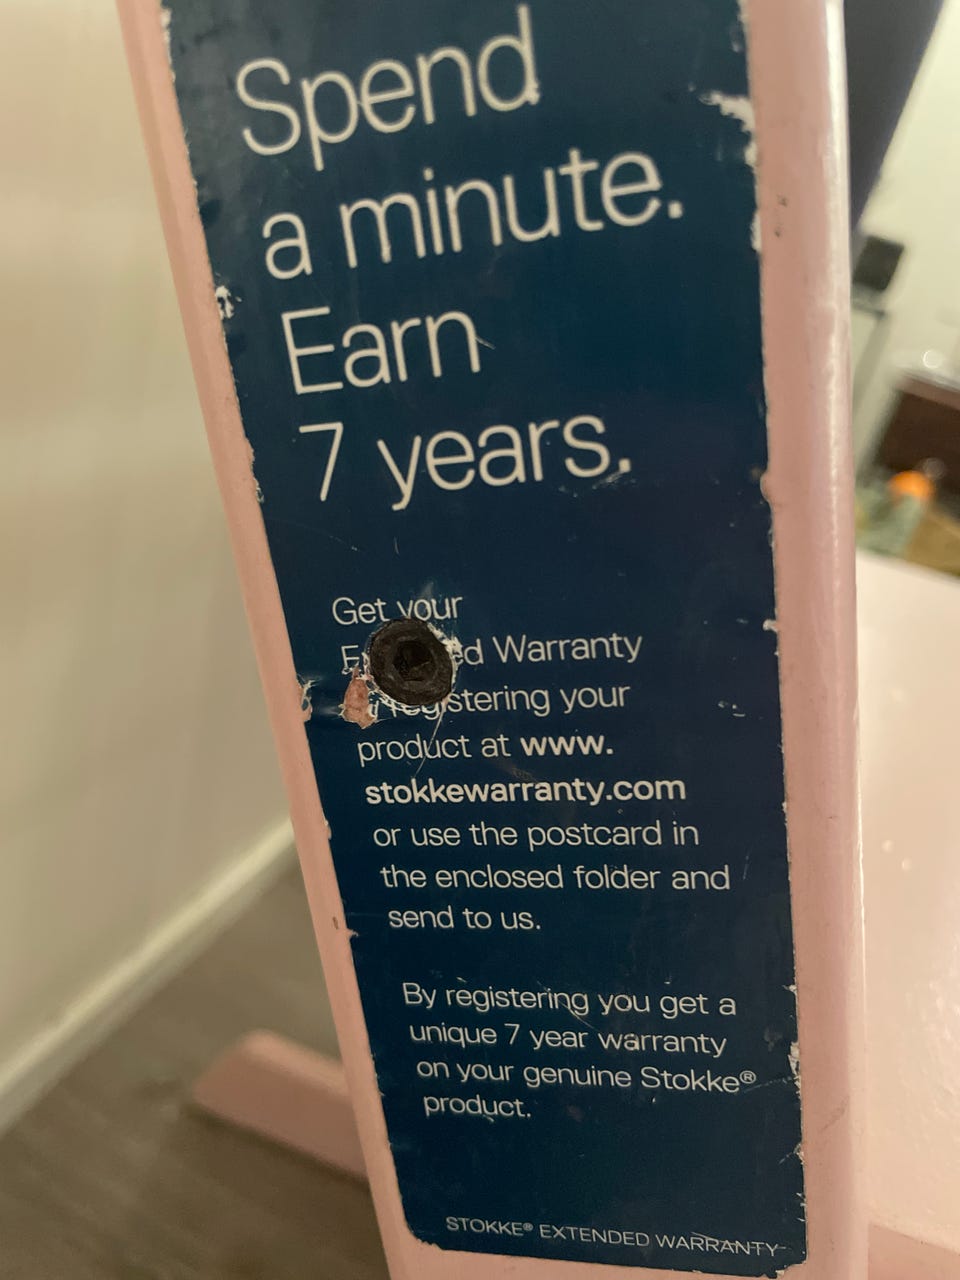 Spend
a minute.
Earn
7 years.
Get your
Warranty
your
product at www.
stokkewarranty.com
or use the postcard in
the enclosed folder and
send to us.
By registering you get a
unique 7 year warranty
on your genuine Stokke®
product.
STOKKE® EXTENDED WARRANTY